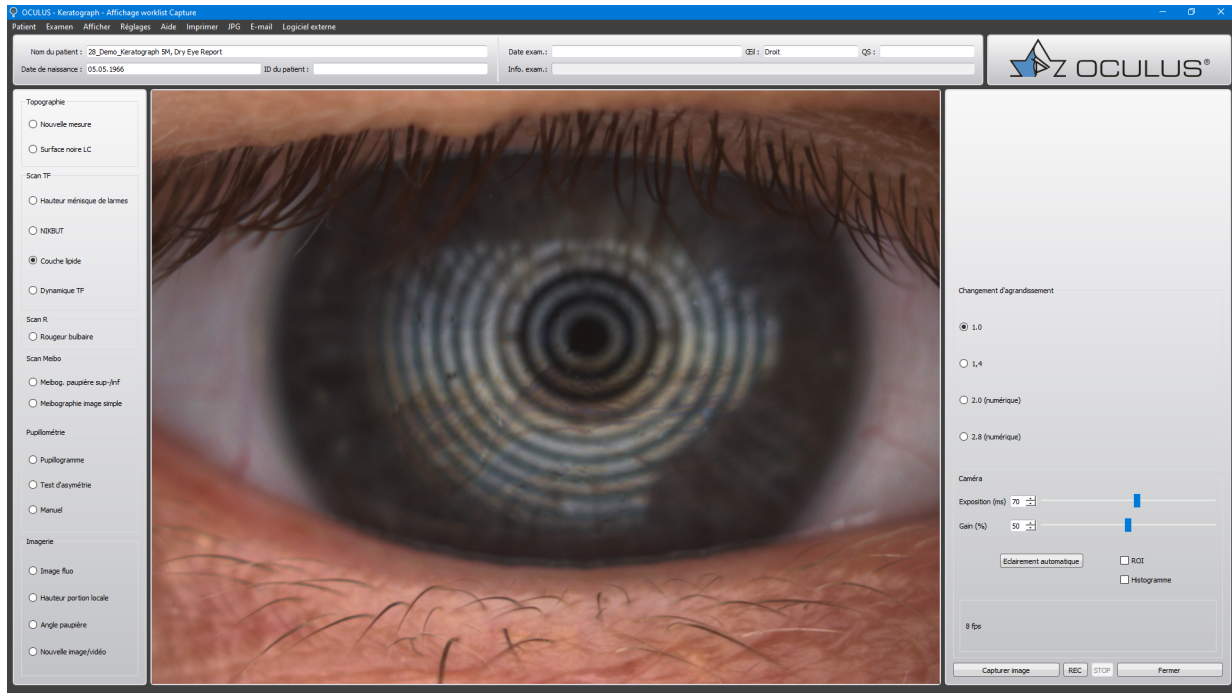 OCULUS - Keratograph - Affichage worklist Capture
Patient Examen Afficher Réglages Aide Imprimer JPG E-mail Logiciel externe
Nom du patient : 28_Demo_Keratograph 5M, Dry Eye Report
Date exam.: Œil : Droit QS :
Date de naissance : 05.05.1966 ID du patient :
Info. exam.:
OCULUS®
Topographie
Nouvelle mesure
Surface noire LC
Scan TF
Hauteur ménisque de larmes
NIKBUT
Couche lipide
Dynamique TF
Scan R
Rougeur bulbaire
Scan Meibo
Meibog. paupière sup-/inf
Meibographie image simple
Pupillométrie
Pupillogramme
Test d'asymétrie
Manuel
Imagerie
Image fluo
Hauteur portion locale
Angle paupière
Nouvelle image/vidéo
Changement d'agrandissement
1.0
1,4
2.0 (numérique)
2.8 (numérique)
Caméra
Exposition (ms) 70
Gain (%) 50
Eclairement automatique
ROI
Histogramme
8 fps
Capturer image REC STOP Fermer